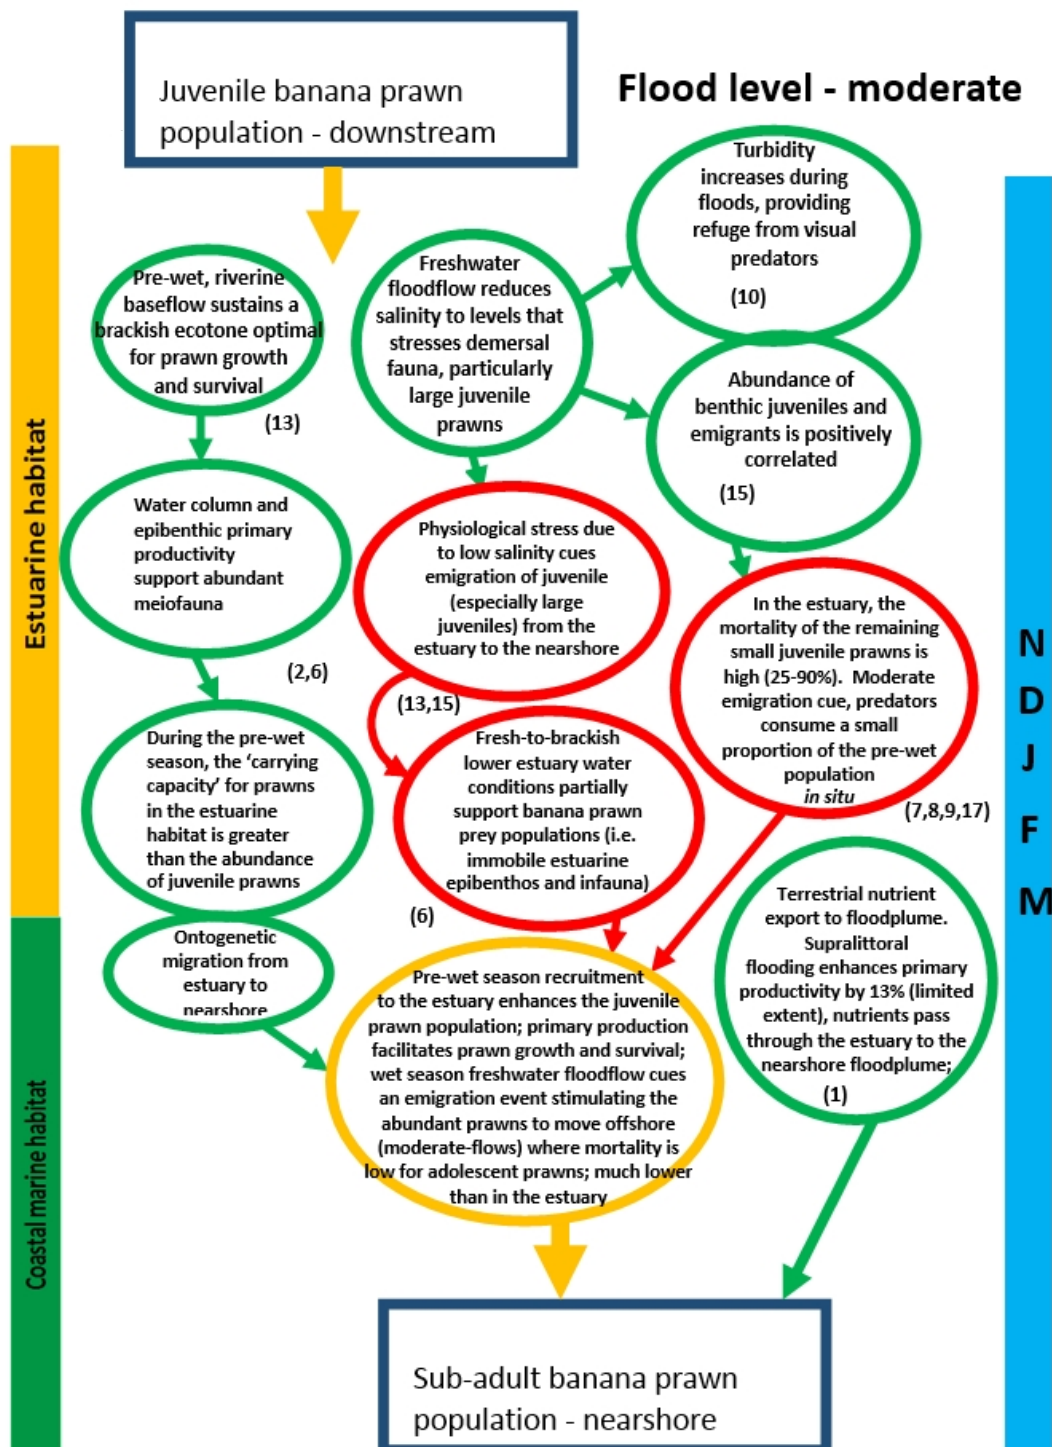 Juvenile banana prawn
population - downstream
Flood level - moderate
Estuarine habitat
Coastal marine habitat
Pre-wet, riverine
baseflow sustains a
brackish ecotone optimal
for prawn growth
and survival
(13)
Water column and
epibenthic primary
productivity
support abundant
meiofauna
(2,6)
During the pre-wet
season, the ‘carrying
capacity’ for prawns
in the estuarine
habitat is greater
than the abundance
of juvenile prawns
Ontogenetic
migration from
estuary to
nearshore
Freshwater
floodflow reduces
salinity to levels that
stresses demersal
fauna, particularly
large juvenile
prawns
Physiological stress due
to low salinity cues
emigration of juvenile
(especially large
juveniles) from the
estuary to the nearshore
(13,15)
Fresh-to-brackish
lower estuary water
conditions partially
support banana prawn
prey populations (i.e.
immobile estuarine
epibenthos and infauna)
(6)
Turbidity
increases during
floods, providing
refuge from visual
predators
(10)
Abundance of
benthic juveniles and
emigrants is positively
correlated
(15)
In the estuary, the
mortality of the remaining
small juvenile prawns is
high (25-90%).  Moderate
emigration cue, predators
consume a small
proportion of the pre-wet
population
in situ
(7,8,9,17)
Terrestrial nutrient
export to floodplume.
Supralittoral
flooding enhances primary
productivity by 13% (limited
extent), nutrients pass
through the estuary to the
nearshore floodplume;
(1)
Pre-wet season recruitment
to the estuary enhances the juvenile
prawn population; primary production
facilitates prawn growth and survival;
wet season freshwater floodflow cues
an emigration event stimulating the
abundant prawns to move offshore
(moderate-flows) where mortality is
low for adolescent prawns; much lower
than in the estuary
N
D
J
F
M
Sub-adult banana prawn
population - nearshore